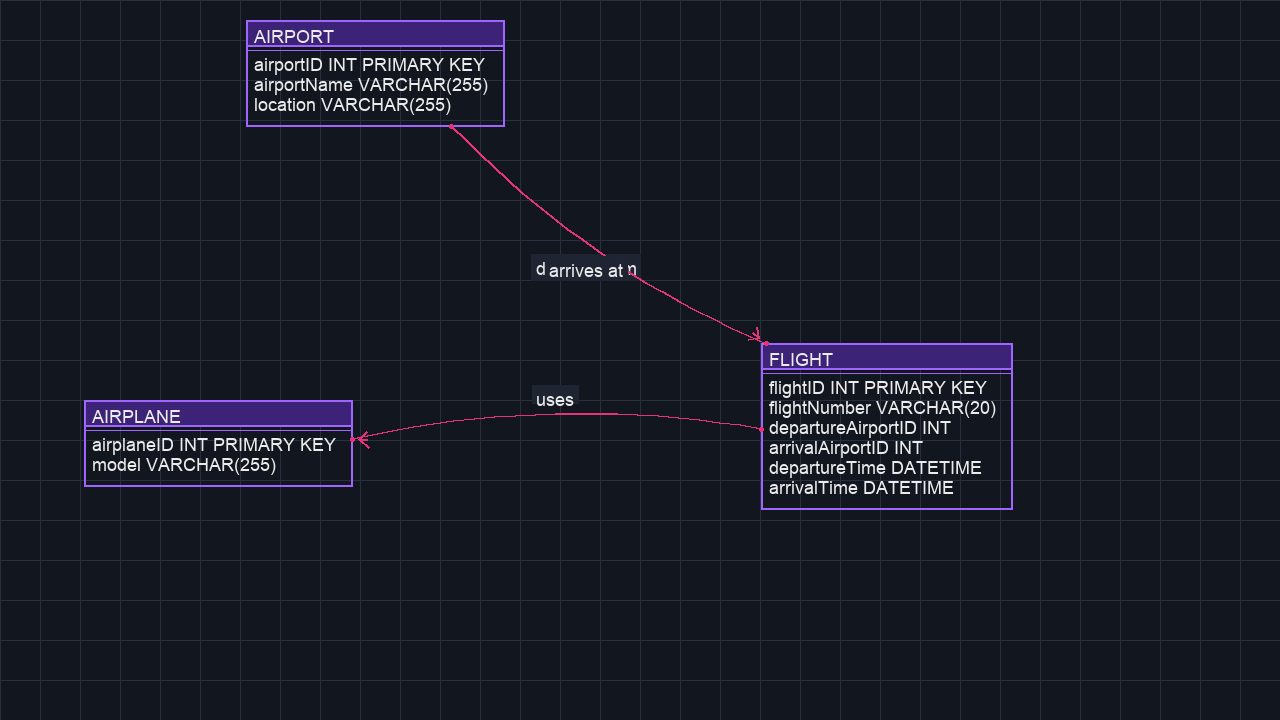 AIRPORT
airportID INT PRIMARY KEY
airportName VARCHAR(255)
location VARCHAR(255)
arrives at
FLIGHT
flightID INT PRIMARY KEY
flightNumber VARCHAR(20)
departureAirportID INT
arrivalAirportID INT
departureTime DATETIME
arrivalTime DATETIME
uses
AIRPLANE
airplaneID INT PRIMARY KEY
model VARCHAR(255)